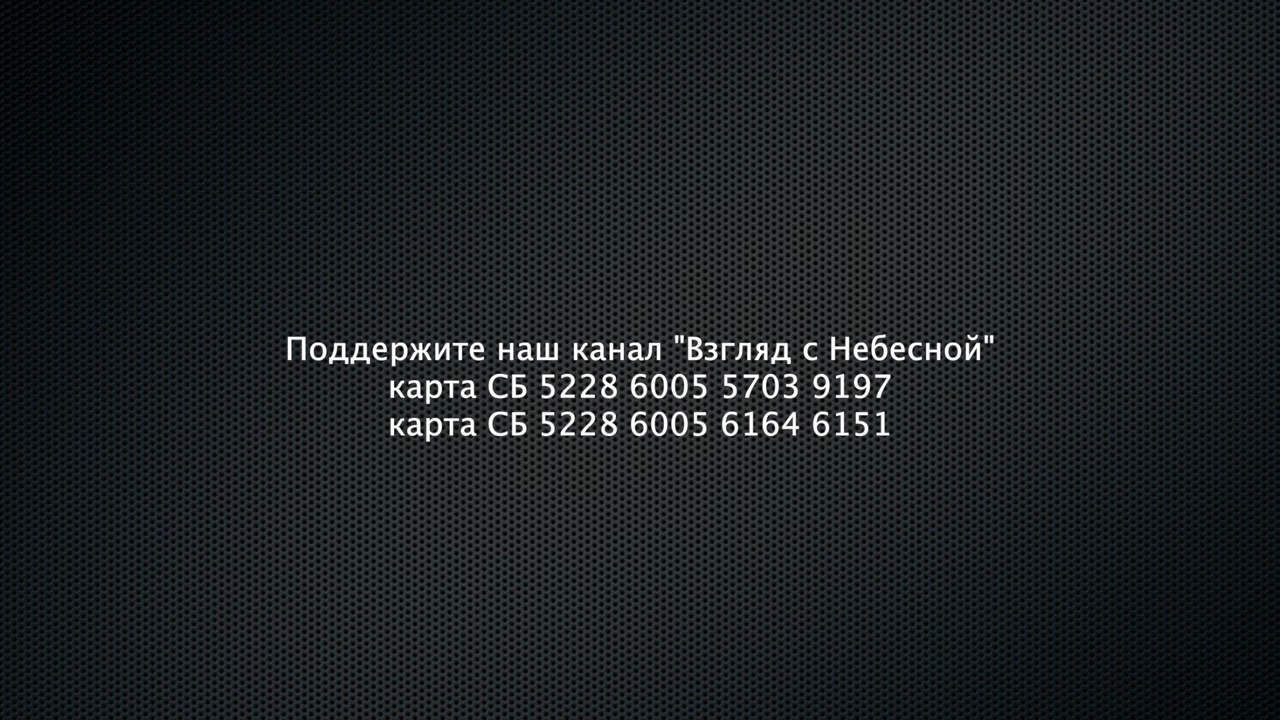 Поддержите наш канал "Взгляд с Небесной"
карта СБ 5228 6005 5703 9197
карта СБ 5228 6005 6164 6151